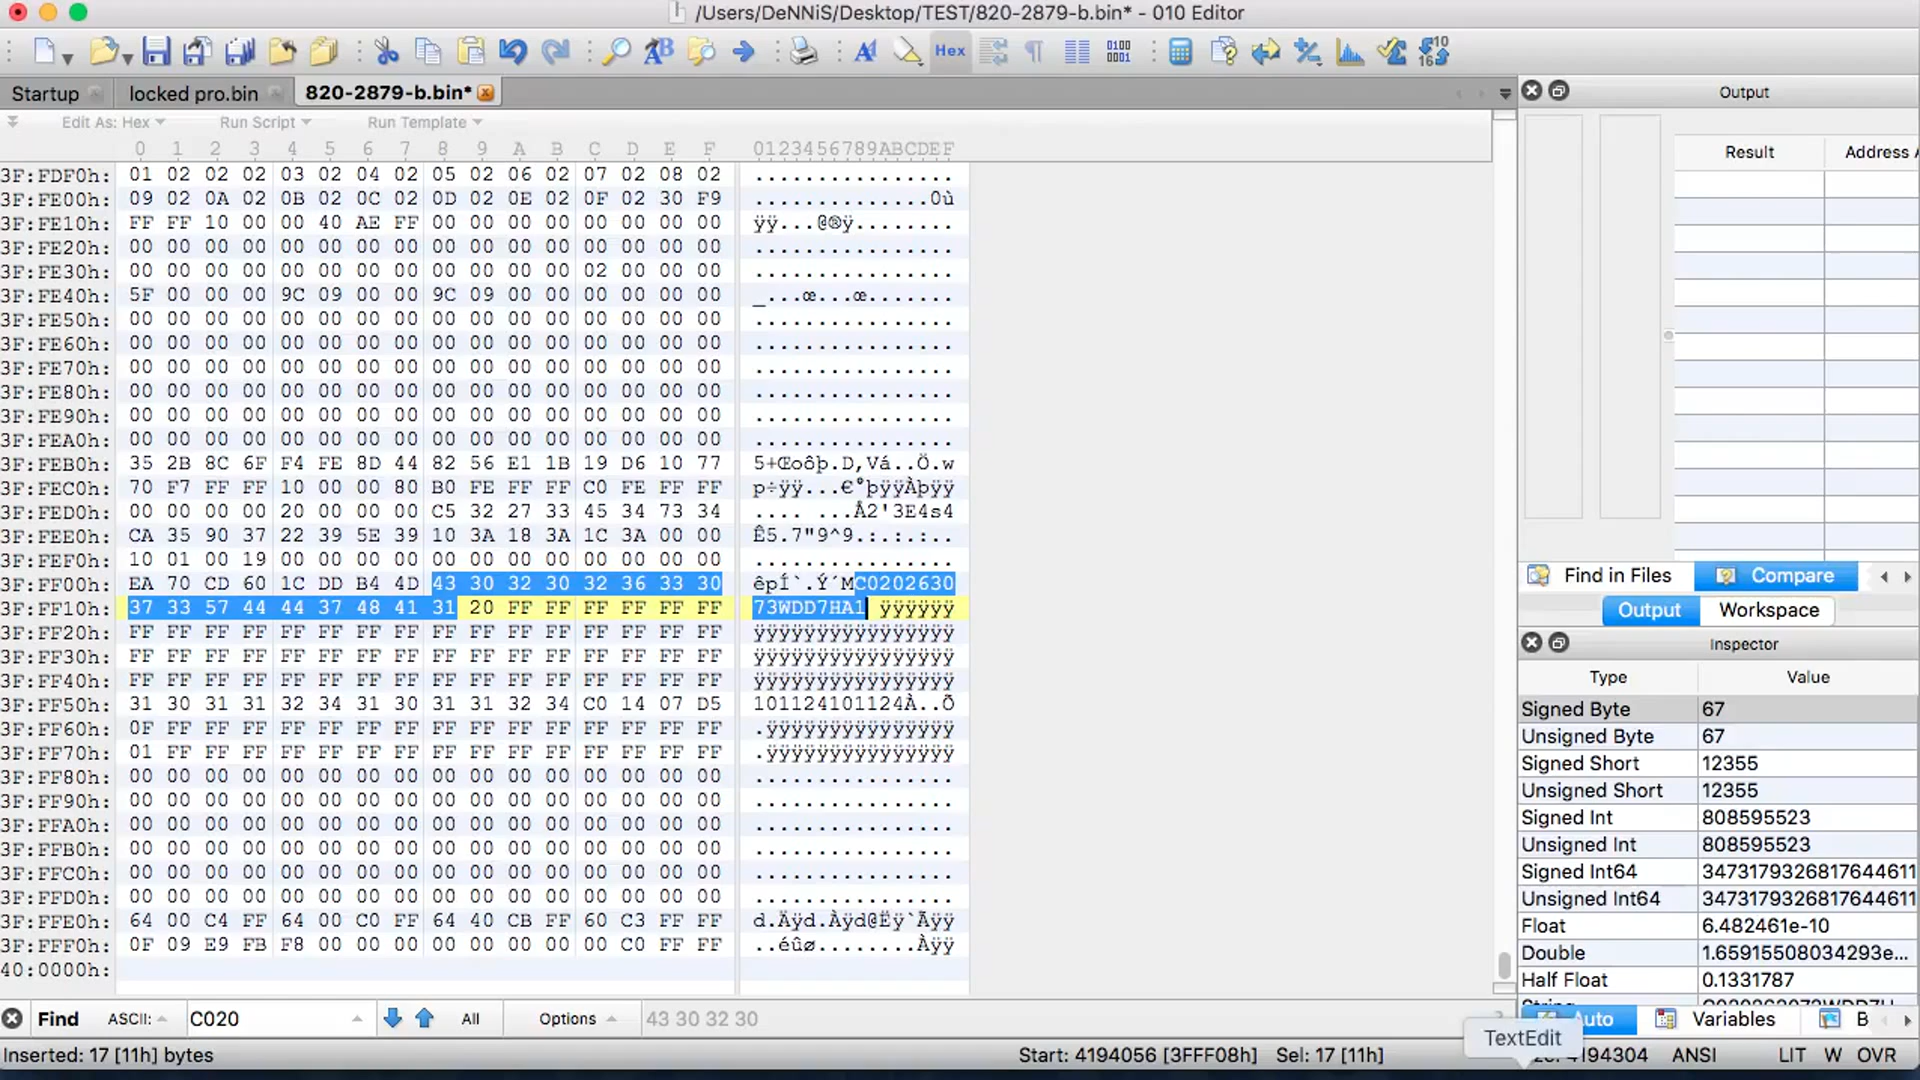 /Users/DeNNiS/Desktop/TEST/820-2879-b.bin* - 010 Editor
Hex
Startup locked pro.bin 820-2879-b.bin*
Output
Edit As: Hex Run Script Run Template
0 1 2 3 4 5 6 7 8 9 A B C D E F 0123456789ABCDEF
Result Address A
3F:FDF0h: 01 02 02 02 03 02 04 02 05 02 06 02 07 02 08 02 ................
3F:FE00h: 09 02 0A 02 0B 02 0C 02 0D 02 0E 02 0F 02 30 F9 ..............0ù
3F:FE10h: FF FF 10 00 00 40 AE FF 00 00 00 00 00 00 00 00 ÿÿ...@®ÿ........
3F:FE20h: 00 00 00 00 00 00 00 00 00 00 00 00 00 00 00 00 ................
3F:FE30h: 00 00 00 00 00 00 00 00 00 00 00 00 02 00 00 00 ................
3F:FE40h: 5F 00 00 00 9C 09 00 00 9C 09 00 00 00 00 00 00 _...œ...œ.......
3F:FE50h: 00 00 00 00 00 00 00 00 00 00 00 00 00 00 00 00 ................
3F:FE60h: 00 00 00 00 00 00 00 00 00 00 00 00 00 00 00 00 ................
3F:FE70h: 00 00 00 00 00 00 00 00 00 00 00 00 00 00 00 00 ................
3F:FE80h: 00 00 00 00 00 00 00 00 00 00 00 00 00 00 00 00 ................
3F:FE90h: 00 00 00 00 00 00 00 00 00 00 00 00 00 00 00 00 ................
3F:FEA0h: 00 00 00 00 00 00 00 00 00 00 00 00 00 00 00 00 ................
3F:FEB0h: 35 2B 8C 6F F4 FE 8D 44 82 56 E1 1B 19 D6 10 77 5+Œoôþ.D‚Vá..Ö.w
3F:FEC0h: 70 F7 FF FF 10 00 00 80 B0 FE FF FF C0 FE FF FF p÷ÿÿ...€°þÿÿÀþÿÿ
3F:FED0h: 00 00 00 00 20 00 00 00 C5 32 27 33 45 34 73 34 .... ...Å2'3E4s4
3F:FEE0h: CA 35 90 37 22 39 5E 39 10 3A 18 3A 1C 3A 00 00 Ê5.7"9^9.:.:.:..
3F:FEF0h: 10 01 00 19 00 00 00 00 00 00 00 00 00 00 00 00 ................
3F:FF00h: EA 70 CD 60 1C DD B4 4D 43 30 32 30 32 36 33 30 êpÍ`.Ý´MC0202630
3F:FF10h: 37 33 57 44 44 37 48 41 31 20 FF FF FF FF FF FF 73WDD7HA1 ÿÿÿÿÿÿ
3F:FF20h: FF FF FF FF FF FF FF FF FF FF FF FF FF FF FF FF ÿÿÿÿÿÿÿÿÿÿÿÿÿÿÿÿ
3F:FF30h: FF FF FF FF FF FF FF FF FF FF FF FF FF FF FF FF ÿÿÿÿÿÿÿÿÿÿÿÿÿÿÿÿ
3F:FF40h: FF FF FF FF FF FF FF FF FF FF FF FF FF FF FF FF ÿÿÿÿÿÿÿÿÿÿÿÿÿÿÿÿ
3F:FF50h: 31 30 31 31 32 34 31 30 31 31 32 34 C0 14 07 D5 101124101124À..Õ
3F:FF60h: 0F FF FF FF FF FF FF FF FF FF FF FF FF FF FF FF .ÿÿÿÿÿÿÿÿÿÿÿÿÿÿÿ
3F:FF70h: 01 FF FF FF FF FF FF FF FF FF FF FF FF FF FF FF .ÿÿÿÿÿÿÿÿÿÿÿÿÿÿÿ
3F:FF80h: 00 00 00 00 00 00 00 00 00 00 00 00 00 00 00 00 ................
3F:FF90h: 00 00 00 00 00 00 00 00 00 00 00 00 00 00 00 00 ................
3F:FFA0h: 00 00 00 00 00 00 00 00 00 00 00 00 00 00 00 00 ................
3F:FFB0h: 00 00 00 00 00 00 00 00 00 00 00 00 00 00 00 00 ................
3F:FFC0h: 00 00 00 00 00 00 00 00 00 00 00 00 00 00 00 00 ................
3F:FFD0h: 00 00 00 00 00 00 00 00 00 00 00 00 00 00 00 00 ................
3F:FFE0h: 64 00 C4 FF 64 00 C0 FF 64 40 CB FF 60 C3 FF FF d.Äÿd.Àÿd@Ëÿ`Ãÿÿ
3F:FFF0h: 0F 09 E9 FB F8 00 00 00 00 00 00 00 00 C0 FF FF ..éûø........Àÿÿ
40:0000h:
Find in Files Compare
Output Workspace
Inspector
Type Value
Signed Byte 67
Unsigned Byte 67
Signed Short 12355
Unsigned Short 12355
Signed Int 808595523
Unsigned Int 808595523
Signed Int64 3473179326817644611
Unsigned Int64 3473179326817644611
Float 6.482461e-10
Double 1.65915508034293e...
Half Float 0.1331787
Auto Variables B
Find ASCII: C020 All Options 43 30 32 30
TextEdit
Inserted: 17 [11h] bytes Start: 4194056 [3FFF08h] Sel: 17 [11h] 4194304 ANSI LIT W OVR